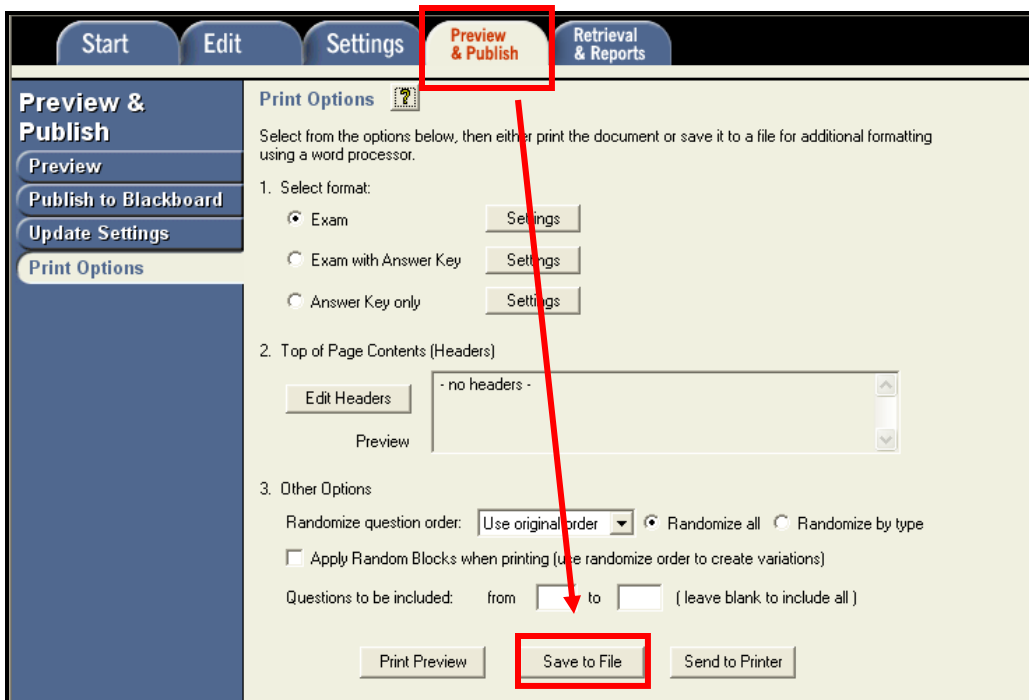 Start
Edit
Settings
Preview
& Publish
Retrieval
& Reports
Preview &
Publish
Preview
Publish to Blackboard
Update Settings
Print Options
Print Options ?
Select from the options below, then either print the document or save it to a file for additional formatting
using a word processor.
1. Select format:
Exam Settings
Exam with Answer Key Settings
Answer Key only Settings
2. Top of Page Contents (Headers)
Edit Headers
- no headers -
Preview
3. Other Options
Randomize question order: Use original order Randomize all Randomize by type
Apply Random Blocks when printing (use randomize order to create variations)
Questions to be included: from to ( leave blank to include all )
Print Preview Save to File Send to Printer